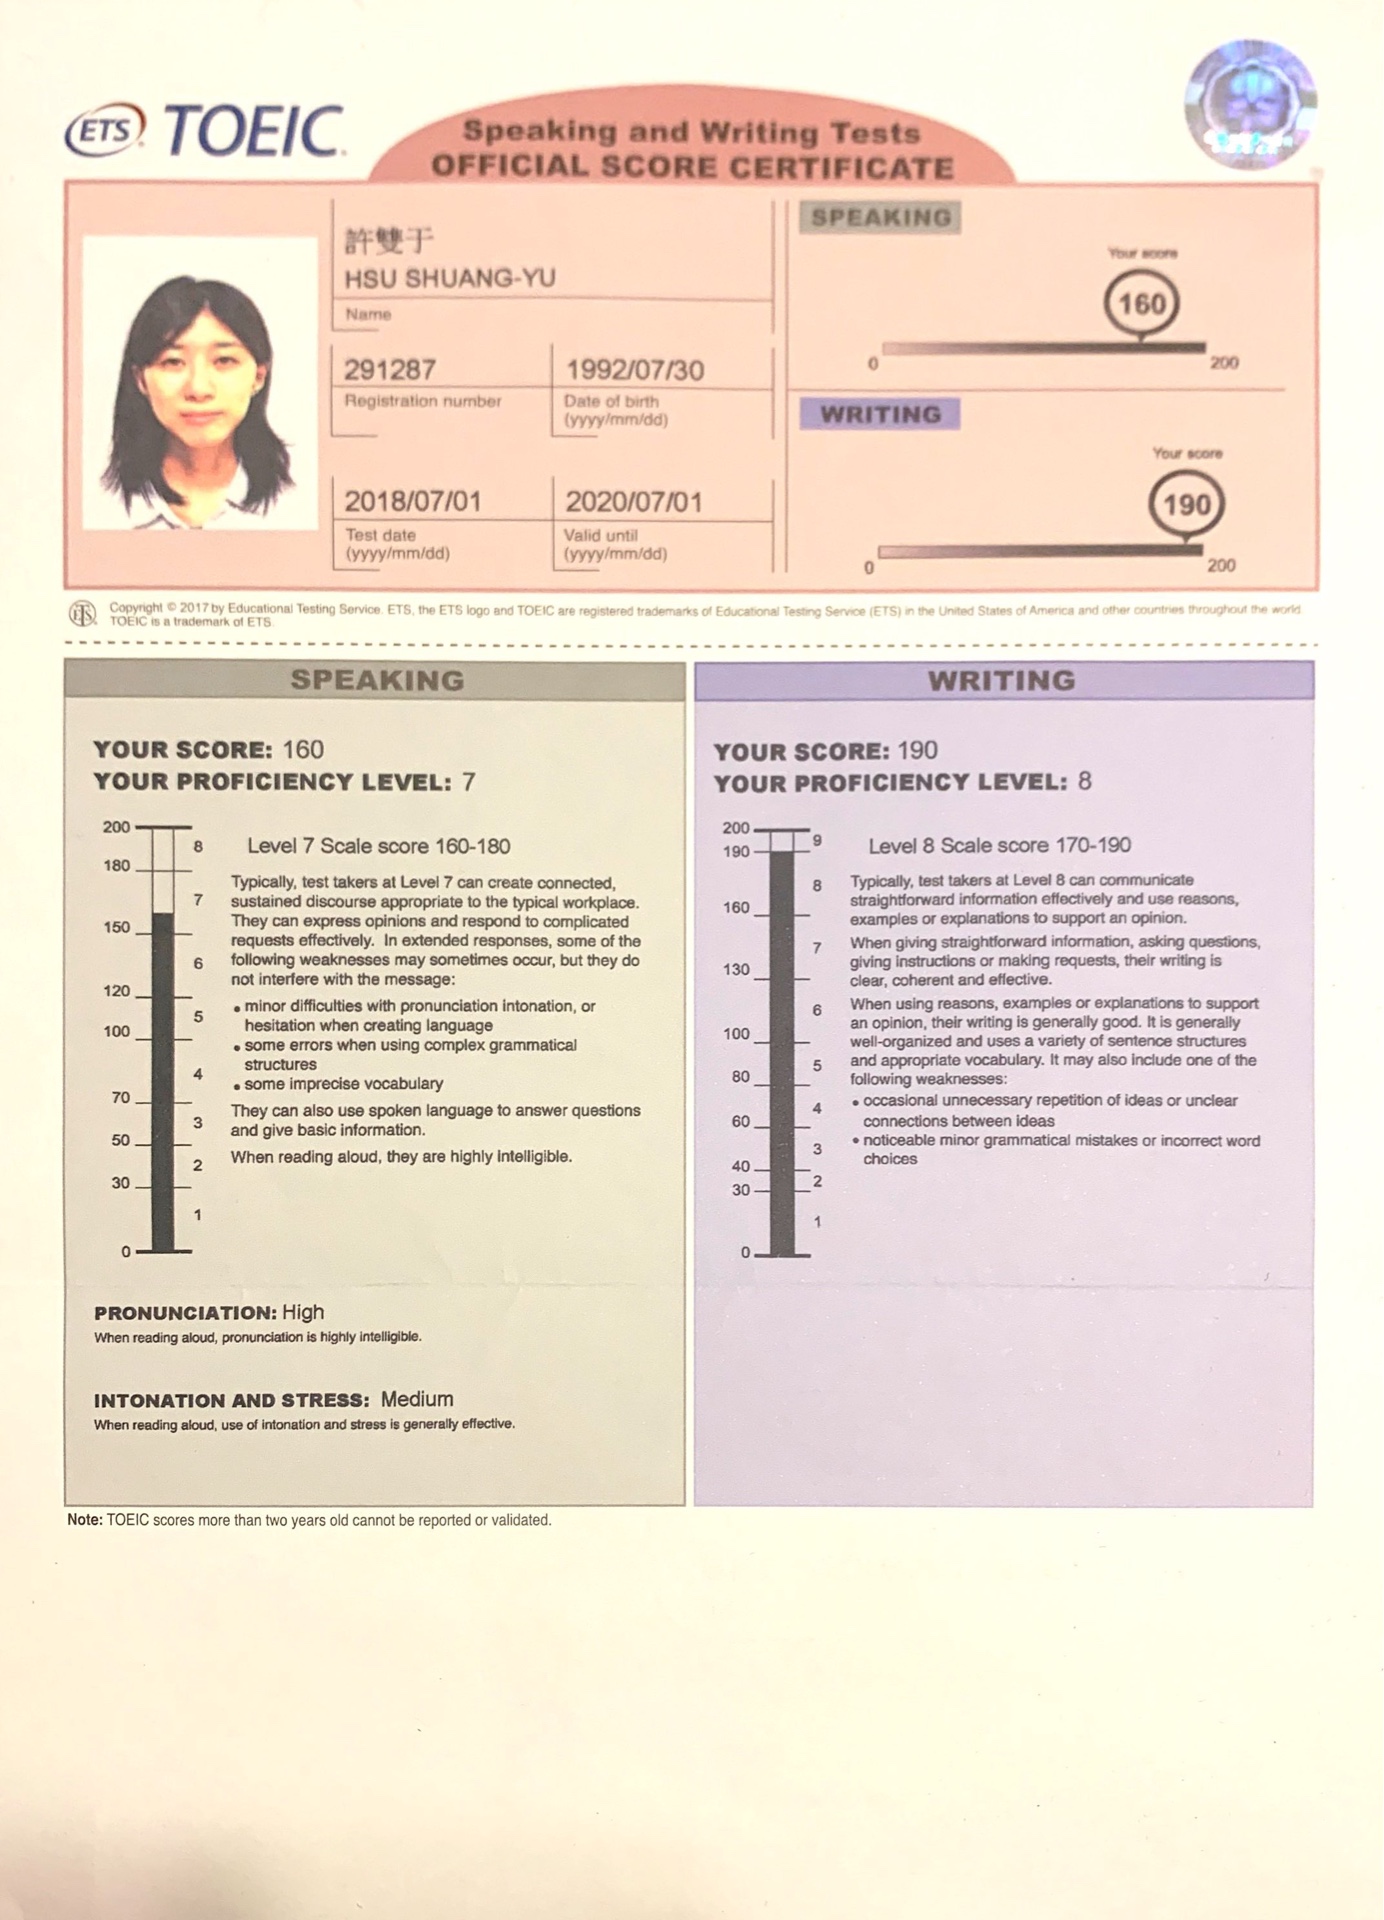 ETS TOEIC
Speaking and Writing Tests
OFFICIAL SCORE CERTIFICATE
許雙于
HSU SHUANG-YU
Name
291287
Registration number
1992/07/30
Date of birth
(yyyy/mm/dd)
2018/07/01
Test date
(yyyy/mm/dd)
2020/07/01
Valid until
(yyyy/mm/dd)
SPEAKING
Your score
160
0
200
WRITING
Your score
190
0
200
Copyright © 2017 by Educational Testing Service. ETS, the ETS logo and TOEIC are registered trademarks of Educational Testing Service (ETS) in the United States of America and other countries throughout the world.
TOEIC is a trademark of ETS.
SPEAKING
YOUR SCORE: 160
YOUR PROFICIENCY LEVEL: 7
200
180
150
120
100
70
50
30
0
8
7
6
5
4
3
2
1
Level 7 Scale score 160-180
Typically, test takers at Level 7 can create connected,
sustained discourse appropriate to the typical workplace.
They can express opinions and respond to complicated
requests effectively. In extended responses, some of the
following weaknesses may sometimes occur, but they do
not interfere with the message:
• minor difficulties with pronunciation intonation, or
hesitation when creating language
• some errors when using complex grammatical
structures
• some imprecise vocabulary
They can also use spoken language to answer questions
and give basic information.
When reading aloud, they are highly intelligible.
PRONUNCIATION: High
When reading aloud, pronunciation is highly intelligible.
INTONATION AND STRESS: Medium
When reading aloud, use of intonation and stress is generally effective.
WRITING
YOUR SCORE: 190
YOUR PROFICIENCY LEVEL: 8
200
190
160
130
100
80
60
40
30
0
9
8
7
6
5
4
3
2
1
Level 8 Scale score 170-190
Typically, test takers at Level 8 can communicate
straightforward information effectively and use reasons,
examples or explanations to support an opinion.
When giving straightforward information, asking questions,
giving instructions or making requests, their writing is
clear, coherent and effective.
When using reasons, examples or explanations to support
an opinion, their writing is generally good. It is generally
well-organized and uses a variety of sentence structures
and appropriate vocabulary. It may also include one of the
following weaknesses:
• occasional unnecessary repetition of ideas or unclear
connections between ideas
• noticeable minor grammatical mistakes or incorrect word
choices
Note: TOEIC scores more than two years old cannot be reported or validated.